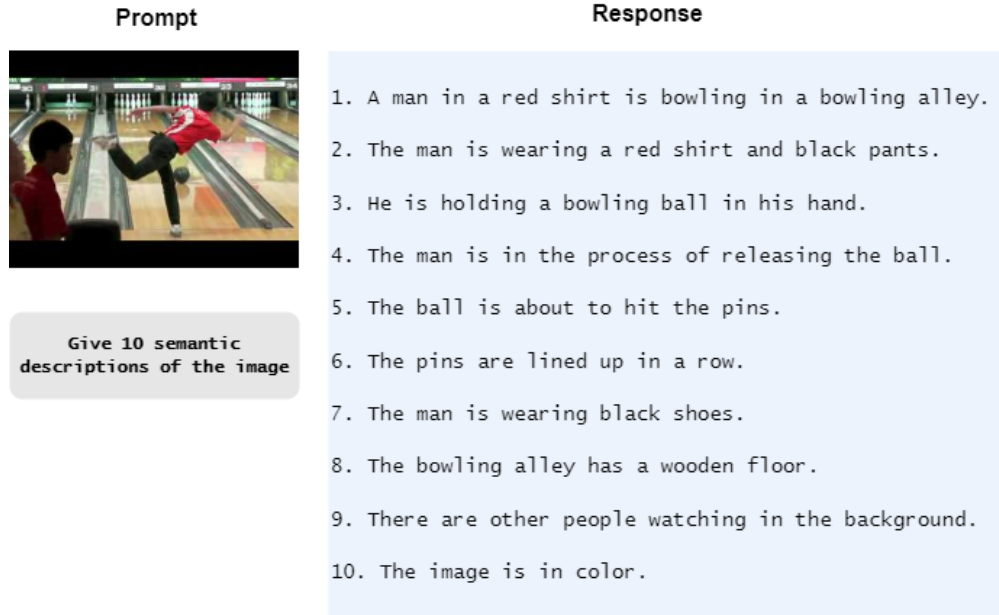 Prompt
Response
Give 10 semantic
descriptions of the image
1. A man in a red shirt is bowling in a bowling alley.
2. The man is wearing a red shirt and black pants.
3. He is holding a bowling ball in his hand.
4. The man is in the process of releasing the ball.
5. The ball is about to hit the pins.
6. The pins are lined up in a row.
7. The man is wearing black shoes.
8. The bowling alley has a wooden floor.
9. There are other people watching in the background.
10. The image is in color.